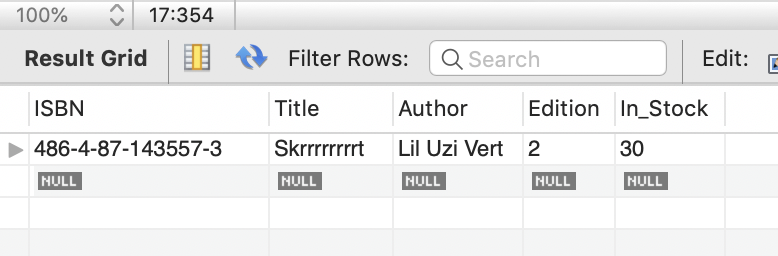 100% 17:354
Result Grid Filter Rows: Search Edit:
ISBN Title Author Edition In_Stock
486-4-87-143557-3 Skrrrrrrrrt Lil Uzi Vert 2 30
NULL NULL NULL NULL NULL